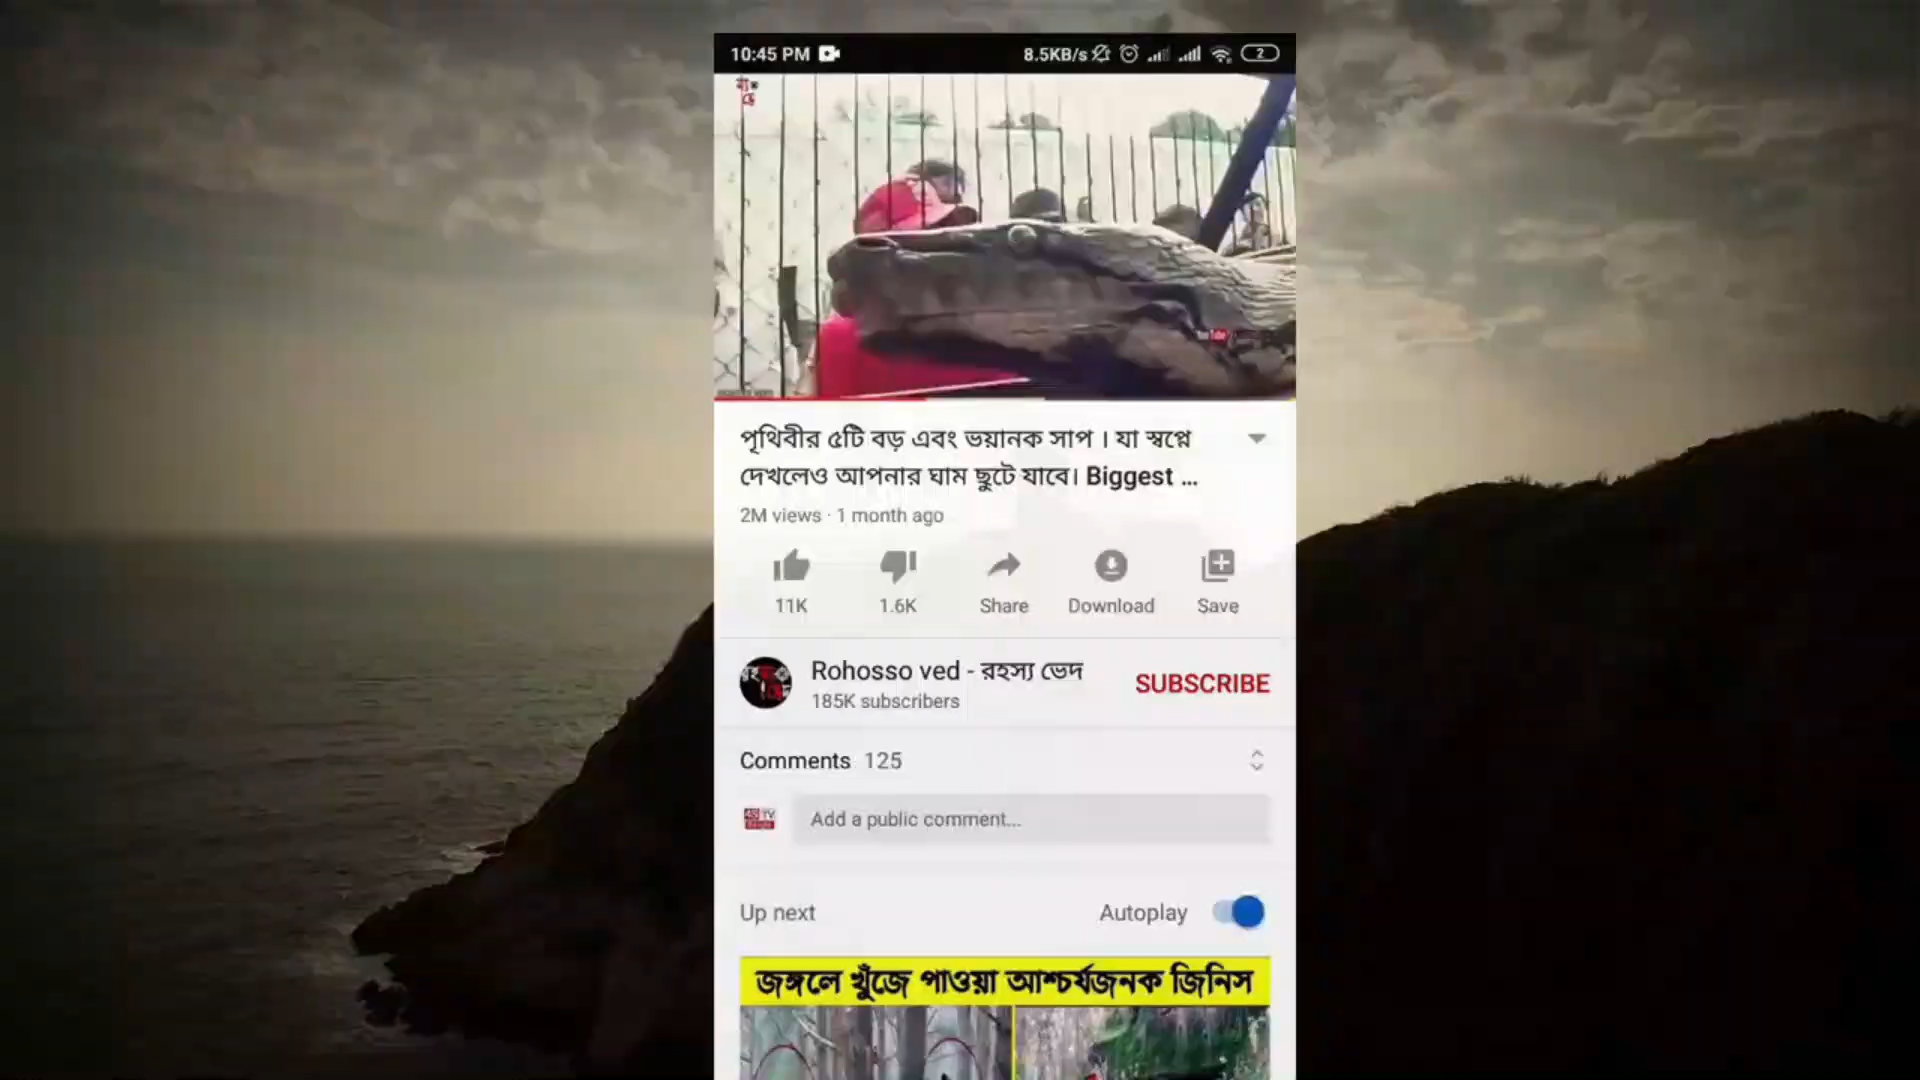 10:45 PM
8.5KB/s
2
পৃথিবীর ৫টি বড় এবং ভয়ানক সাপ । যা স্বপ্নে
দেখলেও আপনার ঘাম ছুটে যাবে। Biggest ...
2M views · 1 month ago
11K
1.6K
Share
Download
Save
Rohosso ved - রহস্য ভেদ
SUBSCRIBE
185K subscribers
Comments 125
Add a public comment...
Up next
Autoplay
জঙ্গলে খুঁজে পাওয়া আশ্চর্যজনক জিনিস